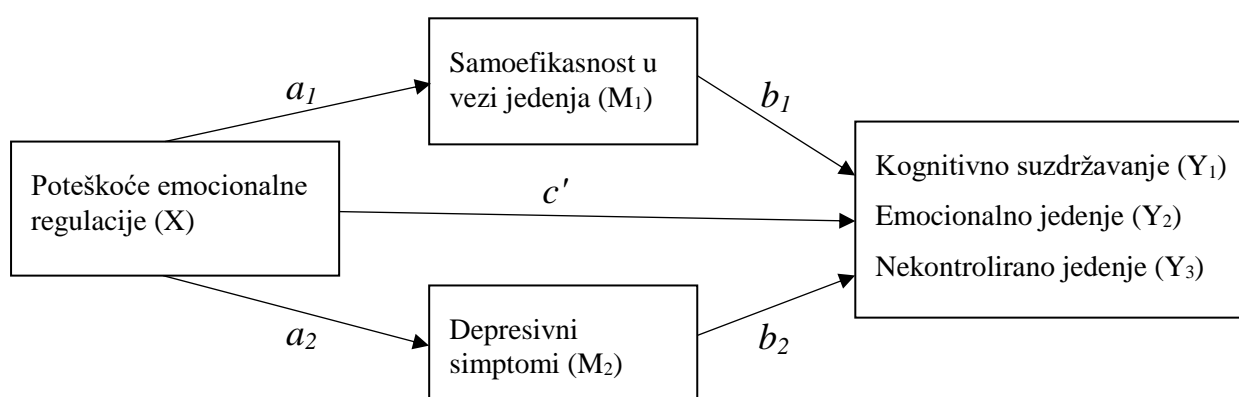 Samoefikasnost u
vezi jedenja (M₁)
a₁
b₁
Poteškoće emocionalne
regulacije (X)
c'
Kognitivno suzdržavanje (Y₁)
Emocionalno jedenje (Y₂)
Nekontrolirano jedenje (Y₃)
a₂
Depresivni
simptomi (M₂)
b₂